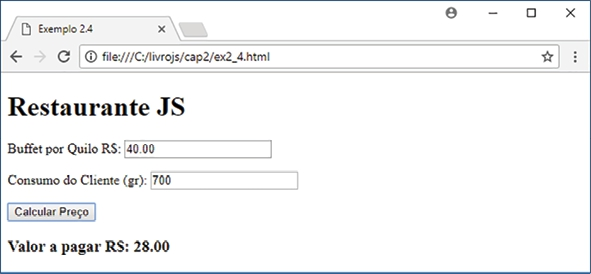 Exemplo 2.4
file:///C:/livrojs/cap2/ex2_4.html
Restaurante JS
Buffet por Quilo R$: 40.00
Consumo do Cliente (gr): 700
Calcular Preço
Valor a pagar R$: 28.00